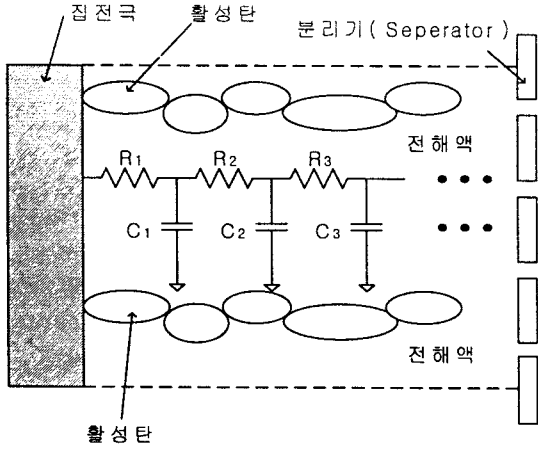 집전극
활성탄
분리기( Seperator )
전해액
R1 R2 R3
C1 C2 C3
전해액
활성탄